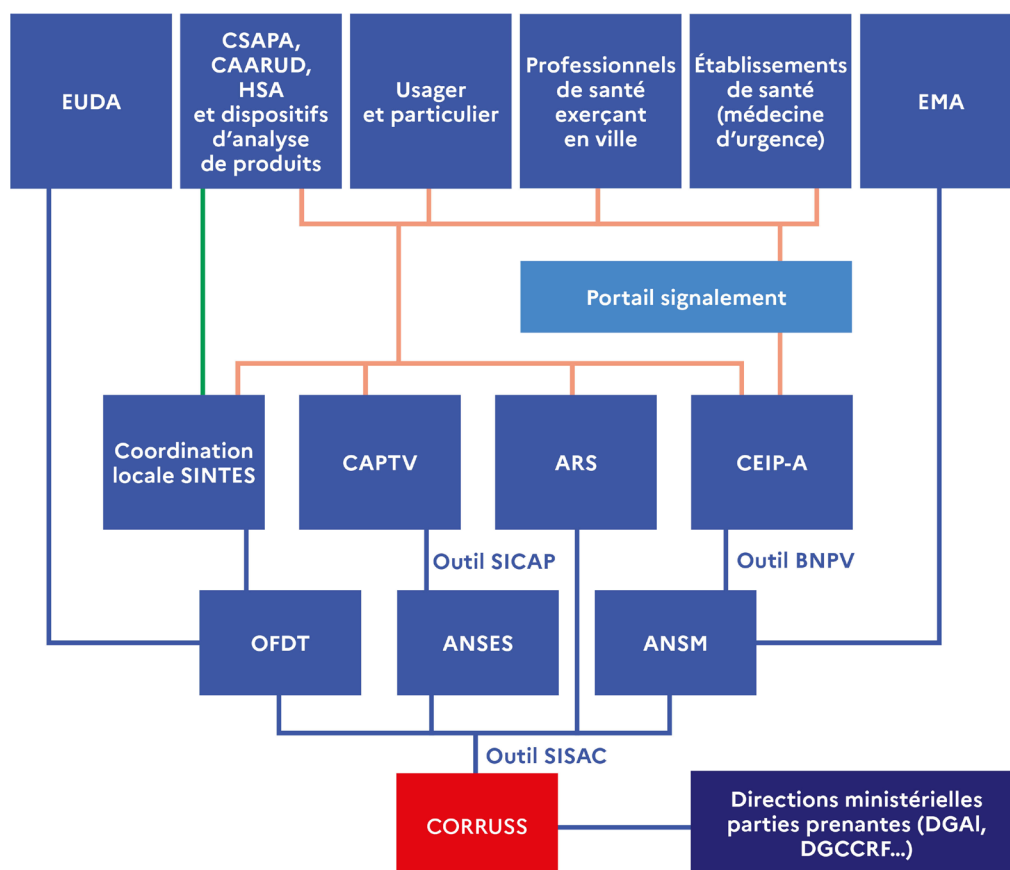 EUDA
CSAPA,
CAARUD,
HSA
et dispositifs
d'analyse
de produits
Usager
et particulier
Professionnels
de santé
exerçant
en ville
Établissements
de santé
(médecine
d'urgence)
EMA
Portail signalement
Coordination
locale SINTES
CAPTV
ARS
CEIP-A
Outil SICAP
Outil BNPV
OFDT
ANSES
ANSM
Outil SISAC
CORRUSS
Directions ministérielles
parties prenantes (DGAl,
DGCCRF...)